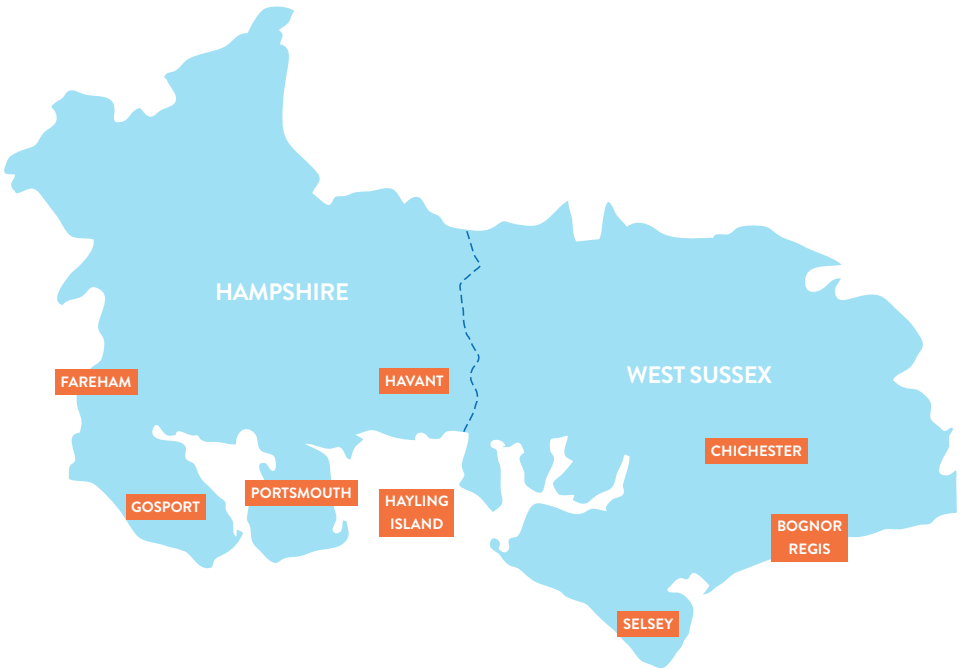 HAMPSHIRE
WEST SUSSEX
FAREHAM
HAVANT
CHICHESTER
GOSPORT
PORTSMOUTH
HAYLING
ISLAND
BOGNOR
REGIS
SELSEY